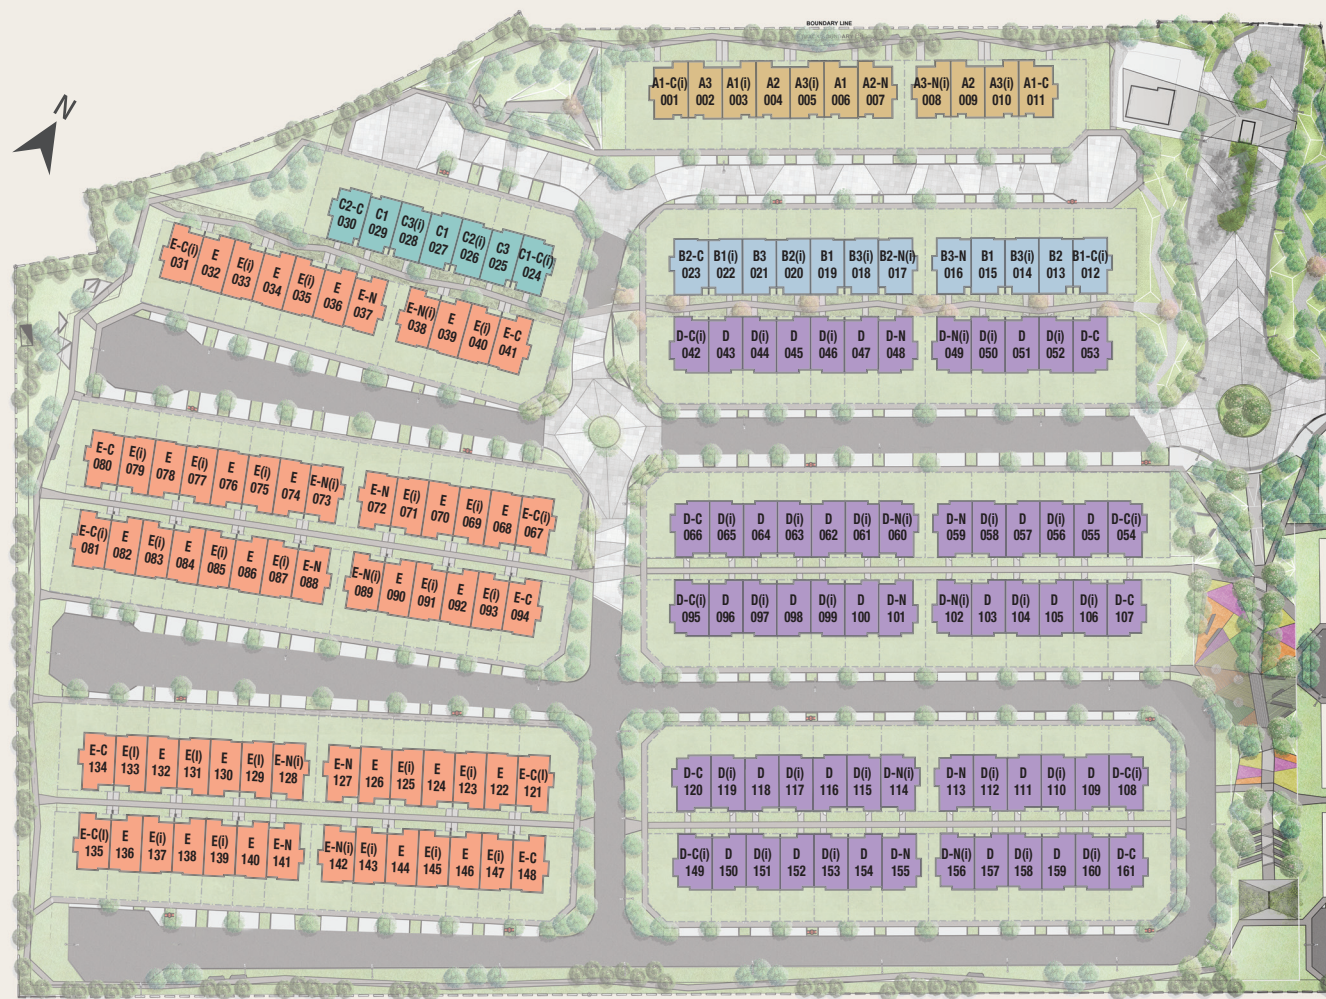 BOUNDARY LINE
N
A1-C(i) A3 A1(i) A2 A3(i) A1 A2-N A3-N(i) A2 A3(i) A1-C
001 002 003 004 005 006 007 008 009 010 011
C2-C C1 C3(i) C1 C2(i) C3 C1-C(i)
030 029 028 027 026 025 024
E-C(i) E E(i) E E(i) E E-N E-N(i) E E(i) E-C
031 032 033 034 035 036 037 038 039 040 041
B2-C B1(i) B3 B2(i) B1 B3(i) B2-N(i) B3-N B1 B3(i) B2 B1-C(i)
023 022 021 020 019 018 017 016 015 014 013 012
D-C(i) D D(i) D D(i) D D-N D-N(i) D(i) D D(i) D-C
042 043 044 045 046 047 048 049 050 051 052 053
E-C E(i) E E(i) E E(i) E E-N(i) E-N E(i) E E(i) E E-C(i)
080 079 078 077 076 075 074 073 072 071 070 069 068 067
E-C(i) E E(i) E E(i) E E(i) E-N E-N(i) E E(i) E E(i) E-C
081 082 083 084 085 086 087 088 089 090 091 092 093 094
D-C D(i) D D(i) D D(i) D-N(i) D-N D(i) D D(i) D D-C(i)
066 065 064 063 062 061 060 059 058 057 056 055 054
D-C(i) D D(i) D D(i) D D-N D-N(i) D D(i) D D(i) D-C
095 096 097 098 099 100 101 102 103 104 105 106 107
E-C E(I) E E(I) E E(I) E-N(i) E-N E E(i) E E(i) E E-C(I)
134 133 132 131 130 129 128 127 126 125 124 123 122 121
E-C(I) E E(i) E E(i) E E-N E-N(i) E(i) E E(i) E E(i) E-C
135 136 137 138 139 140 141 142 143 144 145 146 147 148
D-C D(i) D D(i) D D(i) D-N(i) D-N D(i) D D(i) D D-C(i)
120 119 118 117 116 115 114 113 112 111 110 109 108
D-C(i) D D(i) D D(i) D D-N D-N(i) D D(i) D D(i) D-C
149 150 151 152 153 154 155 156 157 158 159 160 161